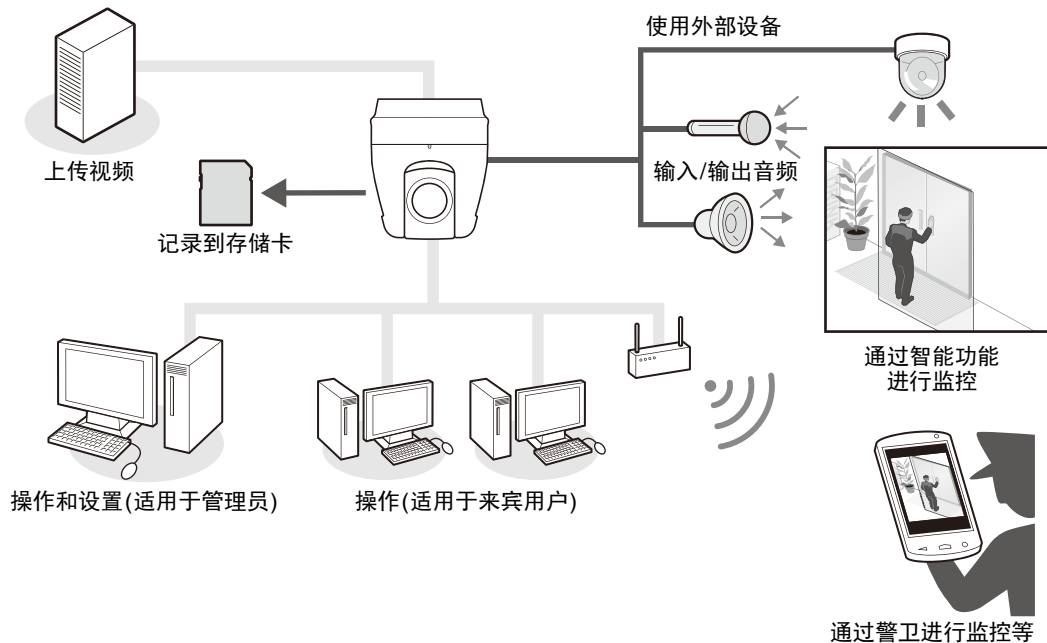 使用外部设备
上传视频
输入/输出音频
记录到存储卡
通过智能功能
进行监控
操作和设置(适用于管理员)
操作(适用于来宾用户)
通过警卫进行监控等